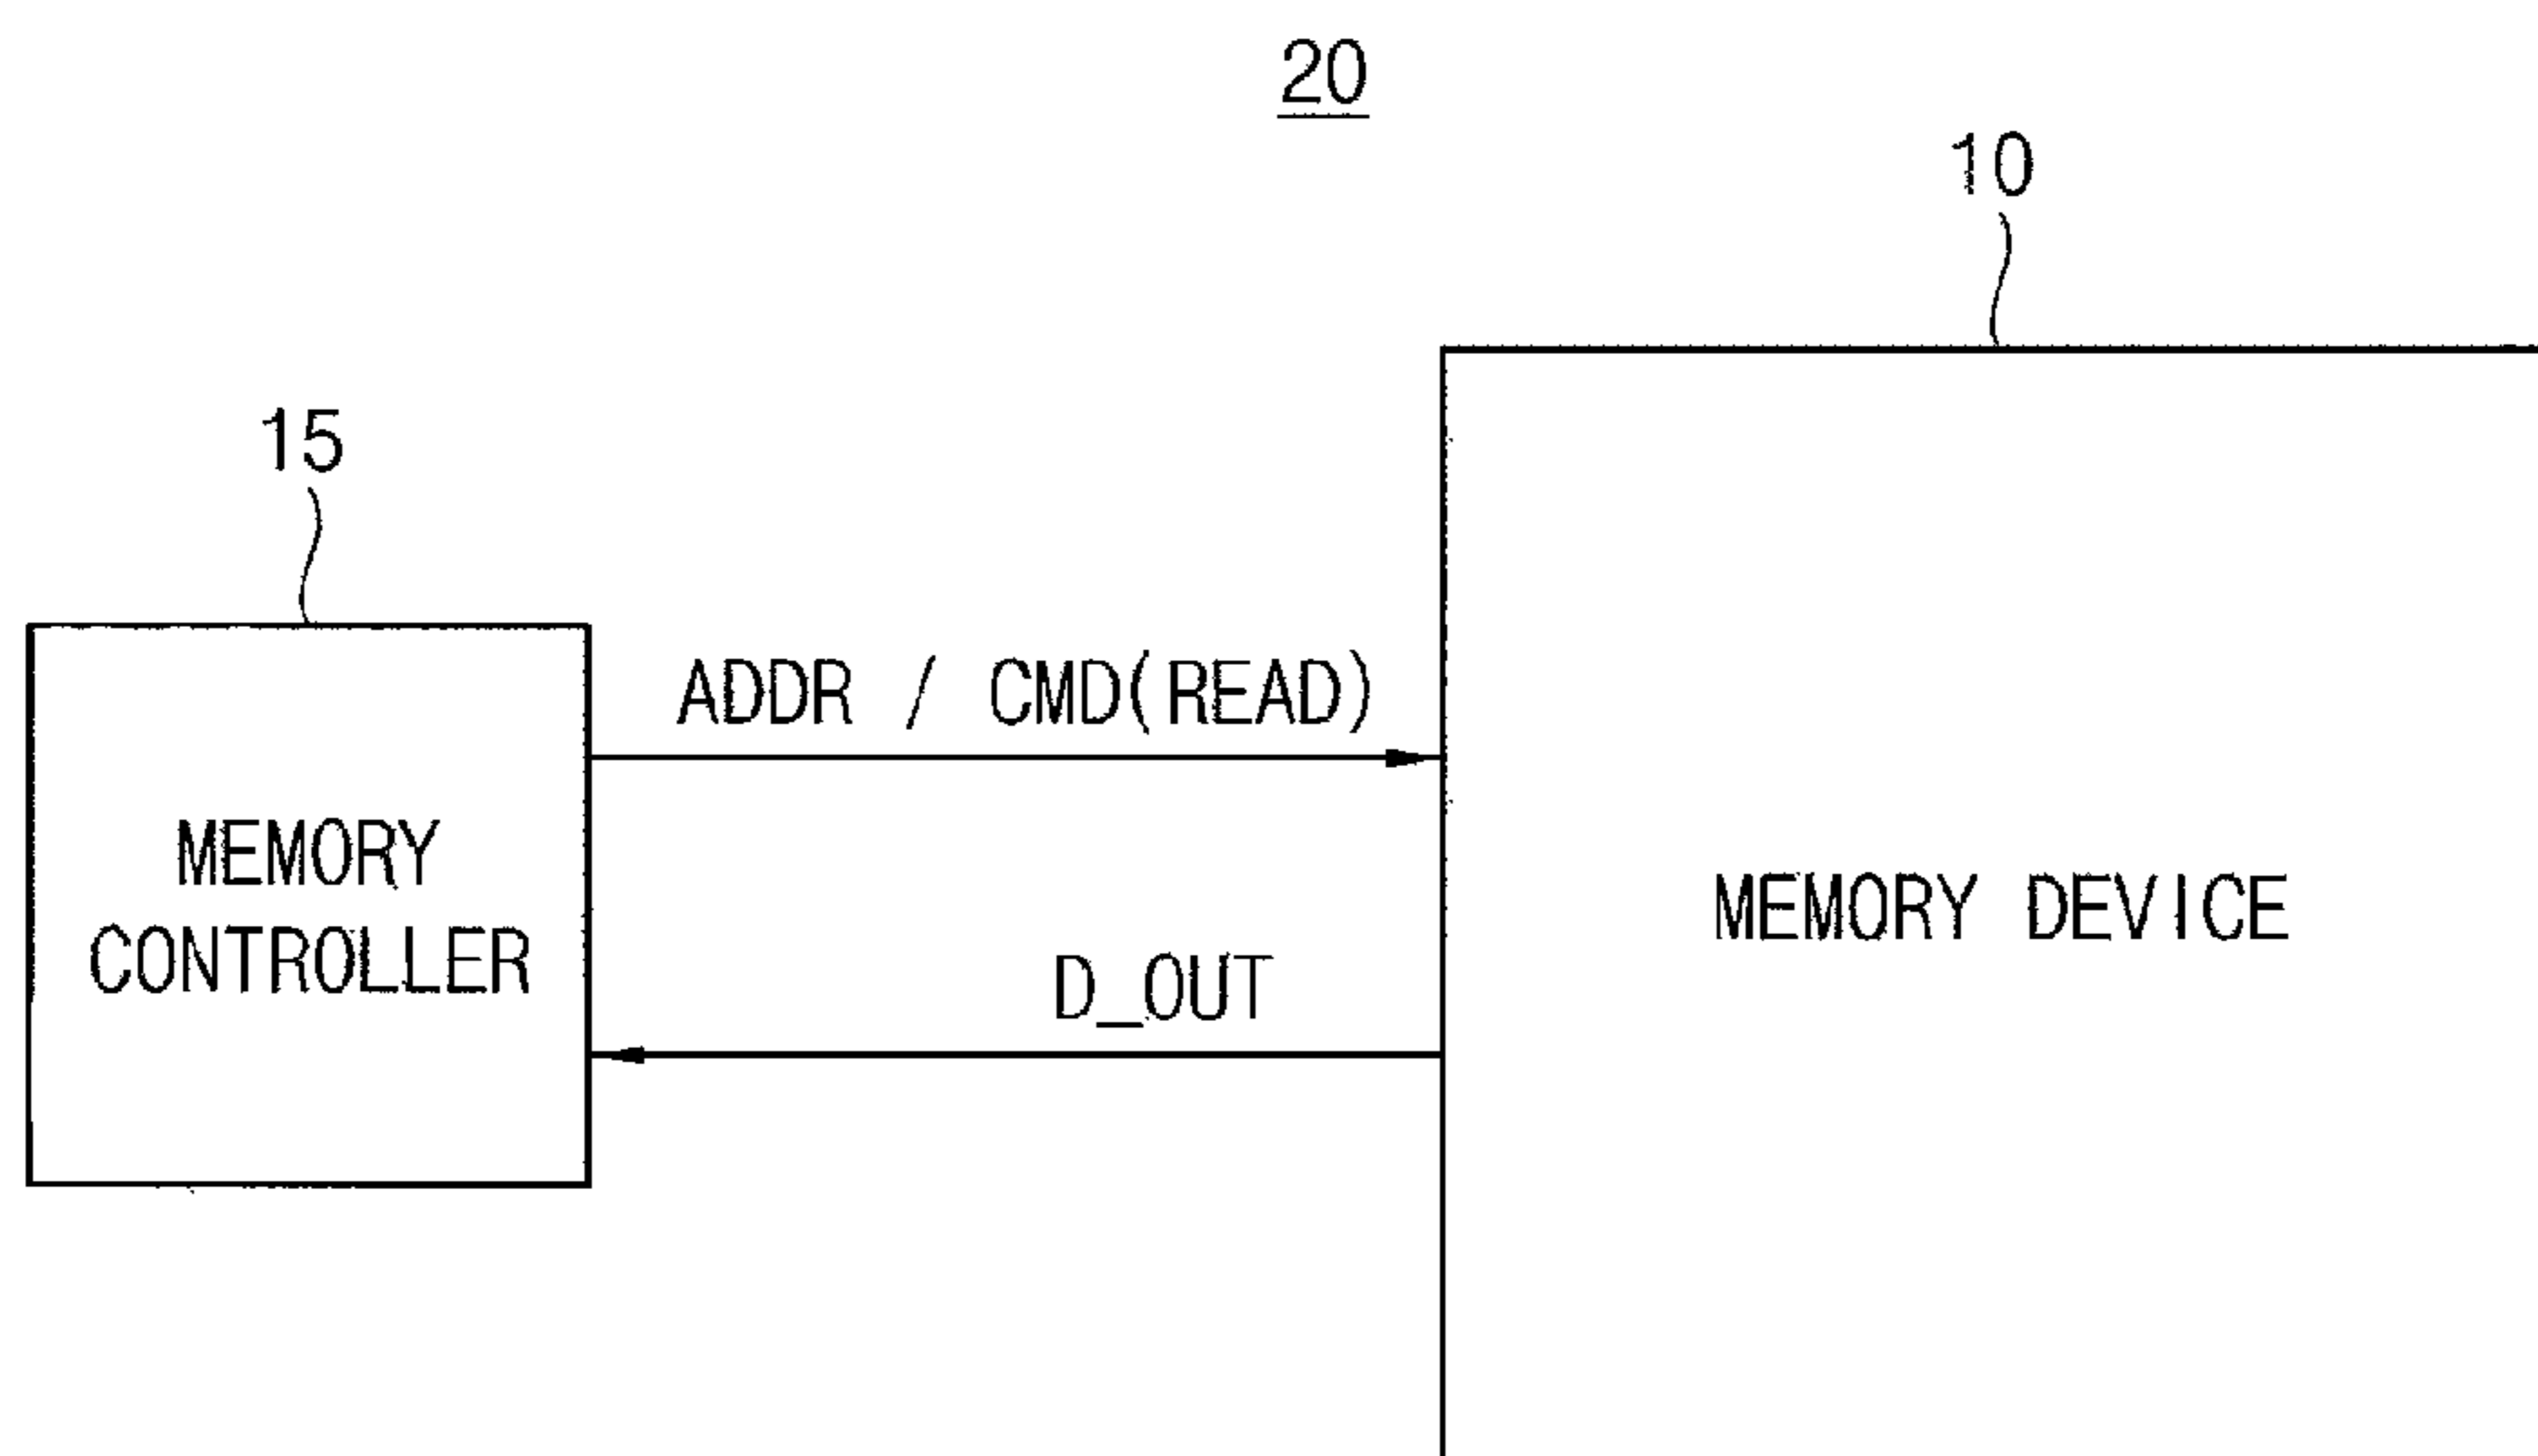 20
10
15
ADDR / CMD(READ)
MEMORY
CONTROLLER
MEMORY DEVICE
D_OUT